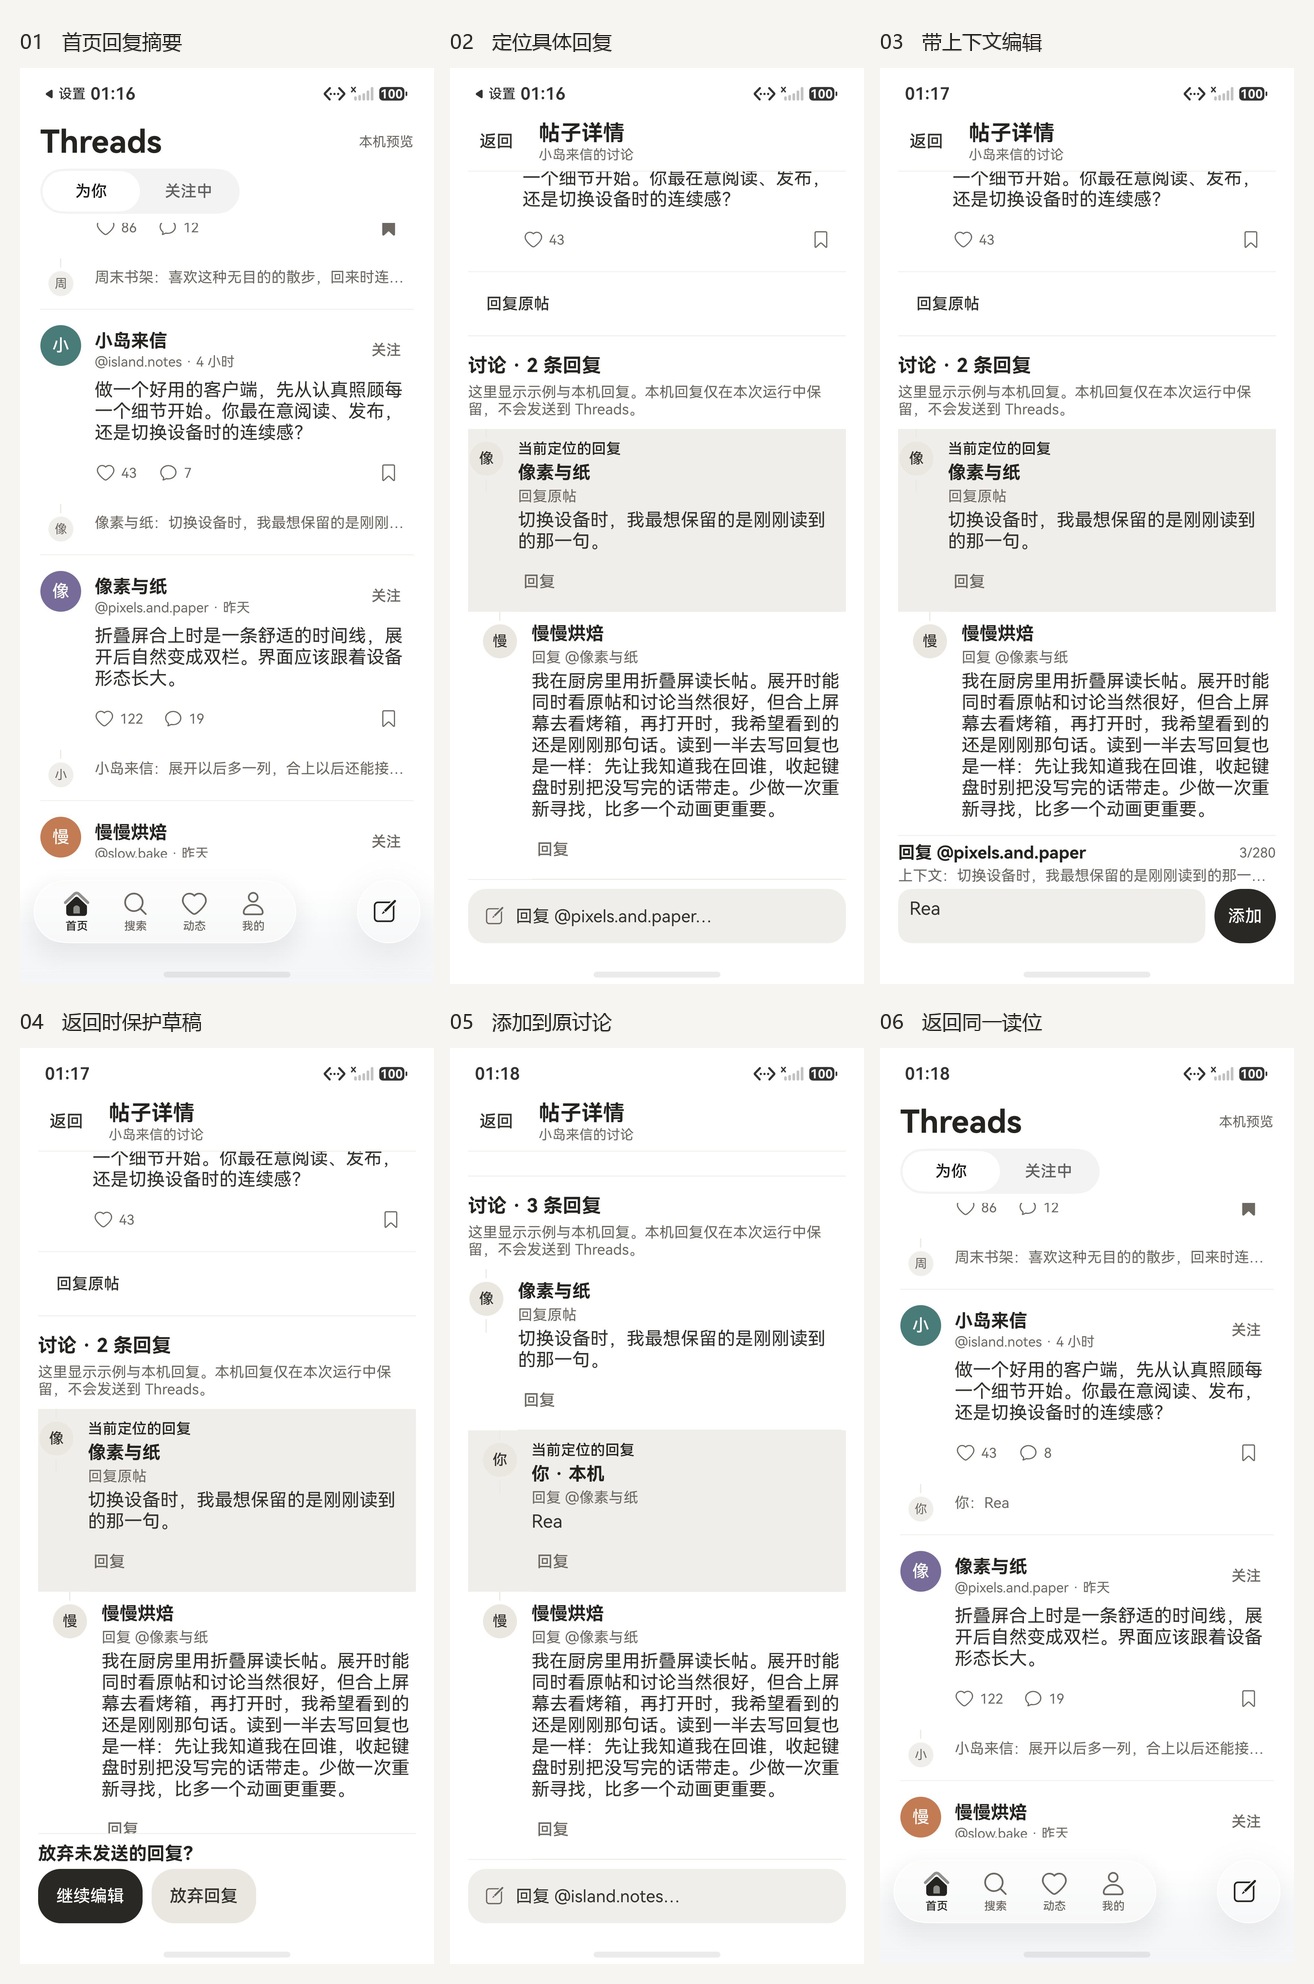 01 首页回复摘要
设置 01:16
100
Threads
本机预览
为你 关注中
86 12
周 周末书架：喜欢这种无目的的散步，回来时连…
小 小岛来信
@island.notes · 4 小时
关注
做一个好用的客户端，先从认真照顾每
一个细节开始。你最在意阅读、发布，
还是切换设备时的连续感？
43 7
像 像素与纸：切换设备时，我最想保留的是刚刚…
像 像素与纸
@pixels.and.paper · 昨天
关注
折叠屏合上时是一条舒适的时间线，展
开后自然变成双栏。界面应该跟着设备
形态长大。
122 19
小 小岛来信：展开以后多一列，合上以后还能接…
慢 慢慢烘焙
@slow.bake · 昨天
关注
首页 搜索 动态 我的
02 定位具体回复
设置 01:16
100
返回 帖子详情
小岛来信的讨论
一个细节开始。你最在意阅读、发布，
还是切换设备时的连续感？
43
回复原帖
讨论 · 2 条回复
这里显示示例与本机回复。本机回复仅在本次运行中保
留，不会发送到 Threads。
当前定位的回复
像 像素与纸
回复原帖
切换设备时，我最想保留的是刚刚读到
的那一句。
回复
慢 慢慢烘焙
回复 @像素与纸
我在厨房里用折叠屏读长帖。展开时能
同时看原帖和讨论当然很好，但合上屏
幕去看烤箱，再打开时，我希望看到的
还是刚刚那句话。读到一半去写回复也
是一样：先让我知道我在回谁，收起键
盘时别把没写完的话带走。少做一次重
新寻找，比多一个动画更重要。
回复
回复 @pixels.and.paper…
03 带上下文编辑
01:17
100
返回 帖子详情
小岛来信的讨论
一个细节开始。你最在意阅读、发布，
还是切换设备时的连续感？
43
回复原帖
讨论 · 2 条回复
这里显示示例与本机回复。本机回复仅在本次运行中保
留，不会发送到 Threads。
当前定位的回复
像 像素与纸
回复原帖
切换设备时，我最想保留的是刚刚读到
的那一句。
回复
慢 慢慢烘焙
回复 @像素与纸
我在厨房里用折叠屏读长帖。展开时能
同时看原帖和讨论当然很好，但合上屏
幕去看烤箱，再打开时，我希望看到的
还是刚刚那句话。读到一半去写回复也
是一样：先让我知道我在回谁，收起键
盘时别把没写完的话带走。少做一次重
新寻找，比多一个动画更重要。
回复 @pixels.and.paper 3/280
上下文：切换设备时，我最想保留的是刚刚读到的那一…
Rea 添加
04 返回时保护草稿
01:17
100
返回 帖子详情
小岛来信的讨论
一个细节开始。你最在意阅读、发布，
还是切换设备时的连续感？
43
回复原帖
讨论 · 2 条回复
这里显示示例与本机回复。本机回复仅在本次运行中保
留，不会发送到 Threads。
当前定位的回复
像 像素与纸
回复原帖
切换设备时，我最想保留的是刚刚读到
的那一句。
回复
慢 慢慢烘焙
回复 @像素与纸
我在厨房里用折叠屏读长帖。展开时能
同时看原帖和讨论当然很好，但合上屏
幕去看烤箱，再打开时，我希望看到的
还是刚刚那句话。读到一半去写回复也
是一样：先让我知道我在回谁，收起键
盘时别把没写完的话带走。少做一次重
新寻找，比多一个动画更重要。
回复
放弃未发送的回复？
继续编辑 放弃回复
05 添加到原讨论
01:18
100
返回 帖子详情
小岛来信的讨论
讨论 · 3 条回复
这里显示示例与本机回复。本机回复仅在本次运行中保
留，不会发送到 Threads。
像 像素与纸
回复原帖
切换设备时，我最想保留的是刚刚读到
的那一句。
回复
当前定位的回复
你 你 · 本机
回复 @像素与纸
Rea
回复
慢 慢慢烘焙
回复 @像素与纸
我在厨房里用折叠屏读长帖。展开时能
同时看原帖和讨论当然很好，但合上屏
幕去看烤箱，再打开时，我希望看到的
还是刚刚那句话。读到一半去写回复也
是一样：先让我知道我在回谁，收起键
盘时别把没写完的话带走。少做一次重
新寻找，比多一个动画更重要。
回复
回复 @island.notes…
06 返回同一读位
01:18
100
Threads
本机预览
为你 关注中
86 12
周 周末书架：喜欢这种无目的的散步，回来时连…
小 小岛来信
@island.notes · 4 小时
关注
做一个好用的客户端，先从认真照顾每
一个细节开始。你最在意阅读、发布，
还是切换设备时的连续感？
43 8
你 你：Rea
像 像素与纸
@pixels.and.paper · 昨天
关注
折叠屏合上时是一条舒适的时间线，展
开后自然变成双栏。界面应该跟着设备
形态长大。
122 19
小 小岛来信：展开以后多一列，合上以后还能接…
慢 慢慢烘焙
@slow.bake · 昨天
关注
首页 搜索 动态 我的